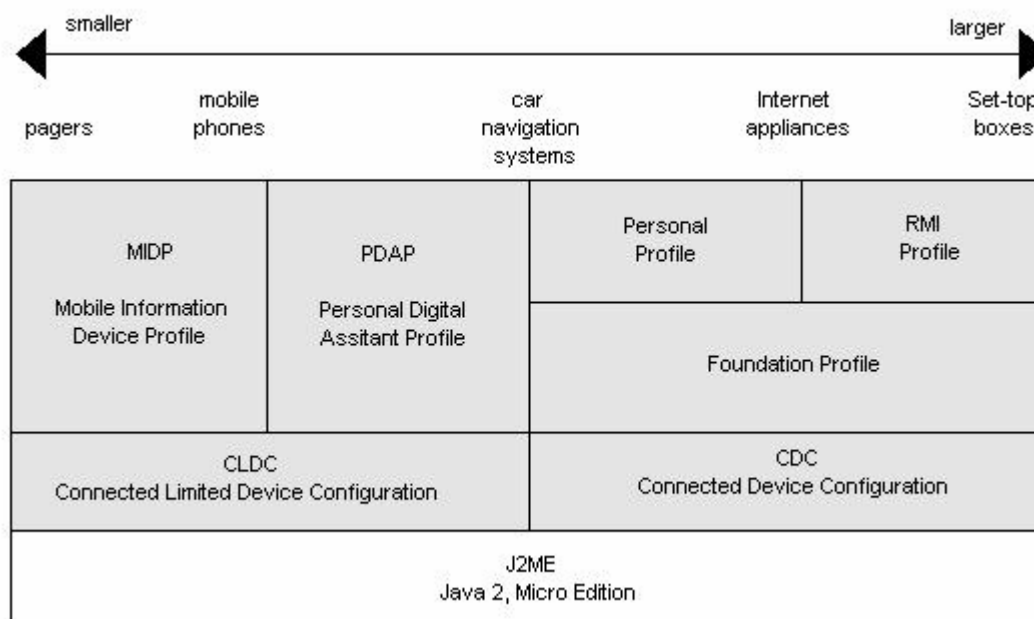 smaller
larger
pagers
mobile
phones
car
navigation
systems
Internet
appliances
Set-top
boxes
MIDP
Mobile Information
Device Profile
PDAP
Personal Digital
Assitant Profile
Personal
Profile
RMI
Profile
Foundation Profile
CLDC
Connected Limited Device Configuration
CDC
Connected Device Configuration
J2ME
Java 2, Micro Edition